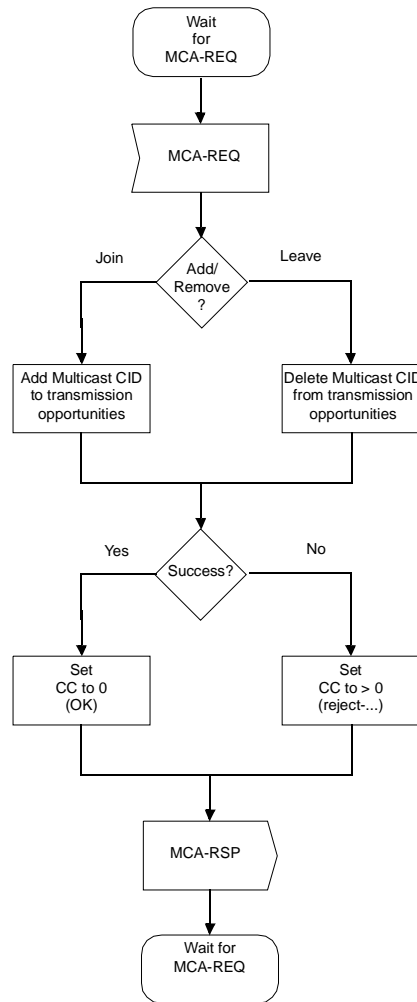 Wait
for
MCA-REQ
MCA-REQ
Add/
Remove
?
Join
Leave
Add Multicast CID
to transmission
opportunities
Delete Multicast CID
from transmission
opportunities
Success?
Yes
No
Set
CC to 0
(OK)
Set
CC to > 0
(reject-...)
MCA-RSP
Wait for
MCA-REQ